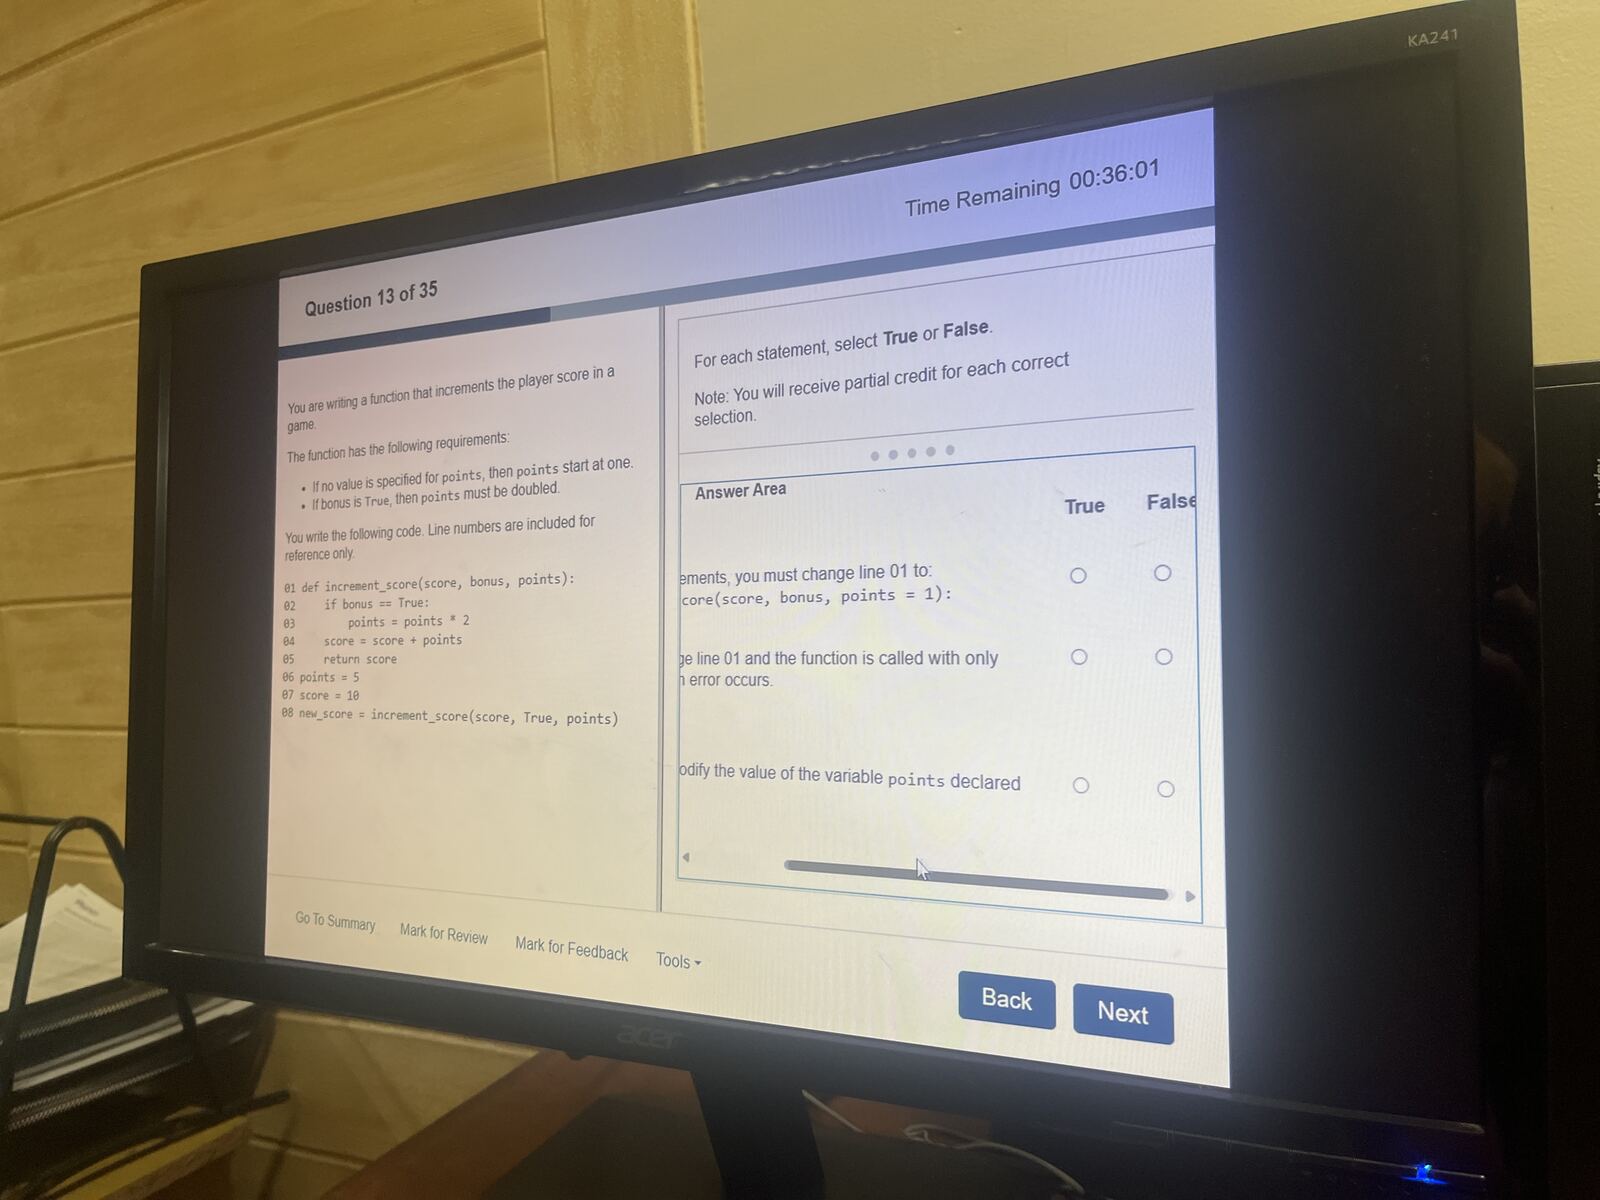 KA241
Time Remaining 00:36:01
Question 13 of 35
You are writing a function that increments the player score in a
game.
The function has the following requirements:
• If no value is specified for points, then points start at one.
• If bonus is True, then points must be doubled.
You write the following code. Line numbers are included for
reference only.
01 def increment_score(score, bonus, points):
02 if bonus == True:
03 points = points * 2
04 score = score + points
05 return score
06 points = 5
07 score = 10
08 new_score = increment_score(score, True, points)
For each statement, select True or False.
Note: You will receive partial credit for each correct
selection.
Answer Area
True False
ements, you must change line 01 to:
core(score, bonus, points = 1):
ge line 01 and the function is called with only
n error occurs.
odify the value of the variable points declared
Go To Summary Mark for Review Mark for Feedback Tools
Back Next
acer